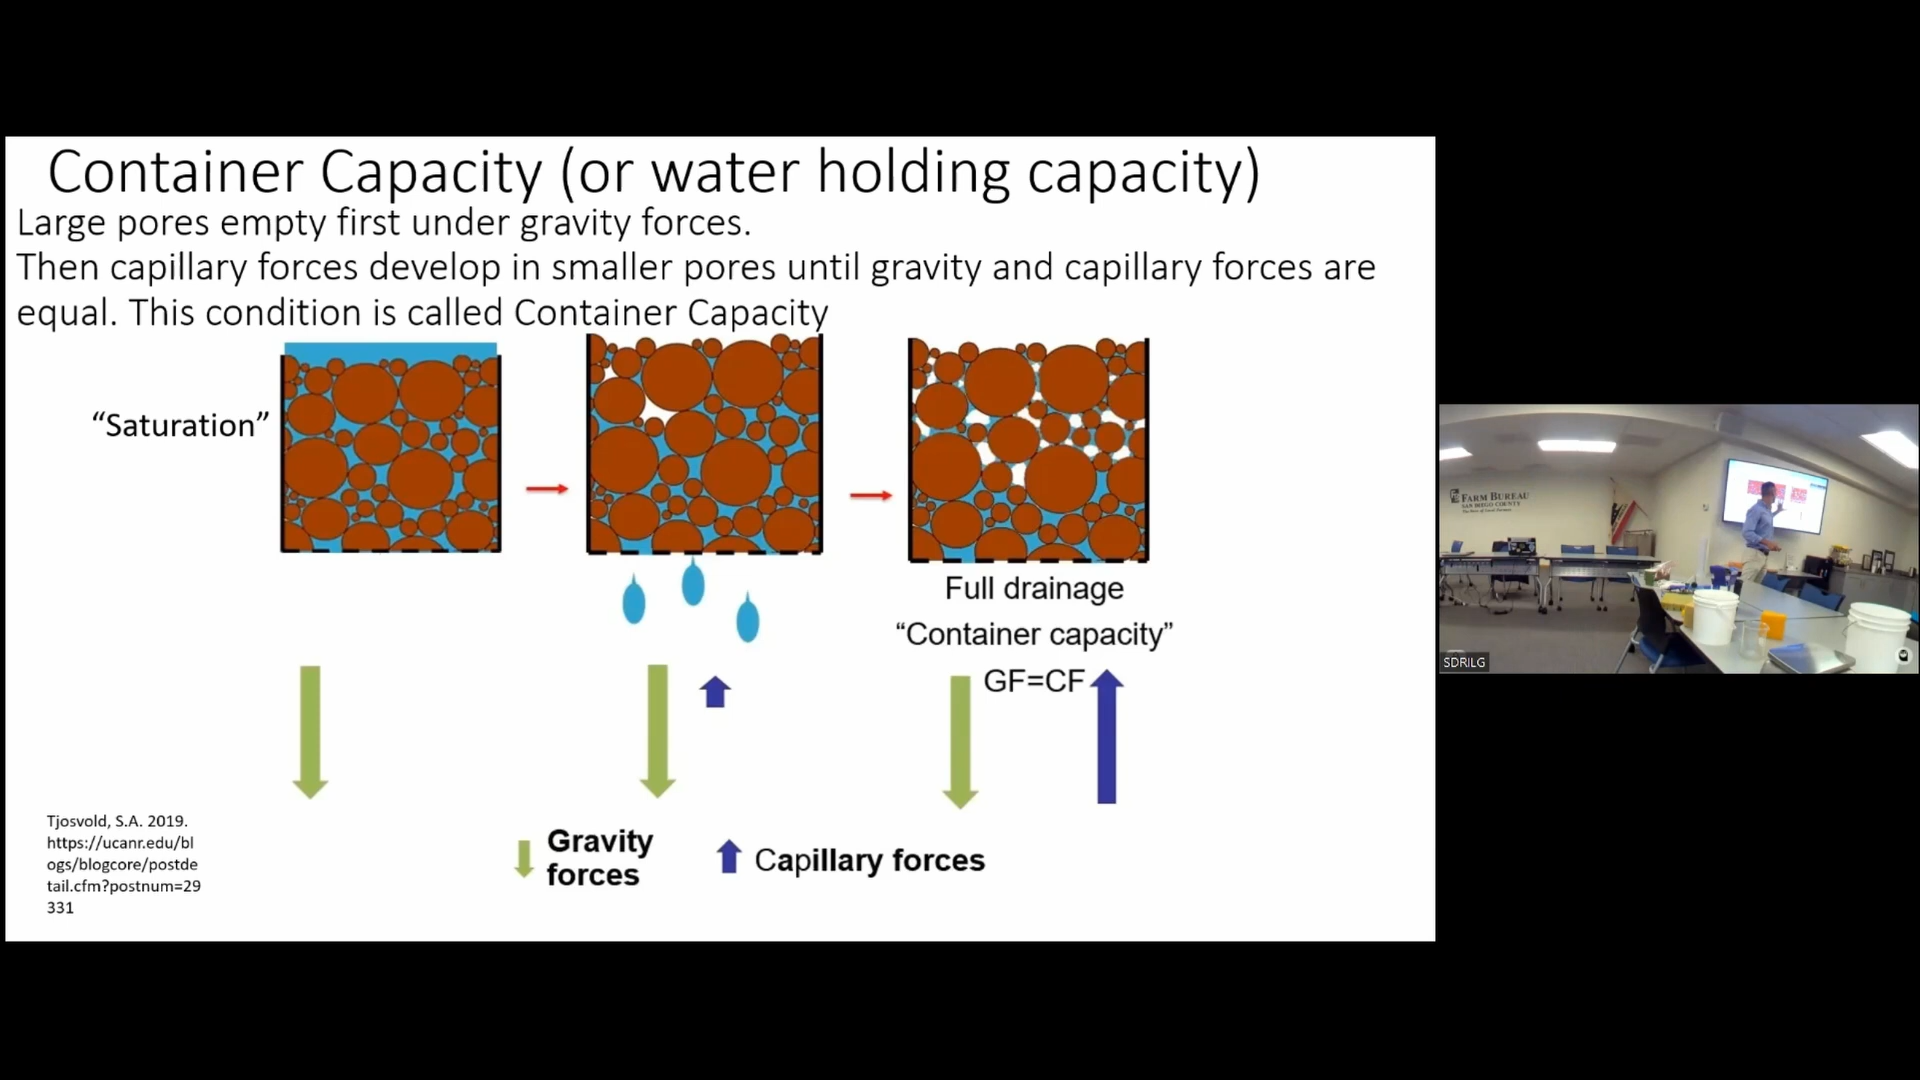 Container Capacity (or water holding capacity)
Large pores empty first under gravity forces.
Then capillary forces develop in smaller pores until gravity and capillary forces are
equal. This condition is called Container Capacity
“Saturation”
Full drainage
“Container capacity”
GF=CF
Tjosvold, S.A. 2019.
https://ucanr.edu/bl
ogs/blogcore/postde
tail.cfm?postnum=29
331
Gravity
forces
Capillary forces
FARM BUREAU
SAN DIEGO COUNTY
SDRILG